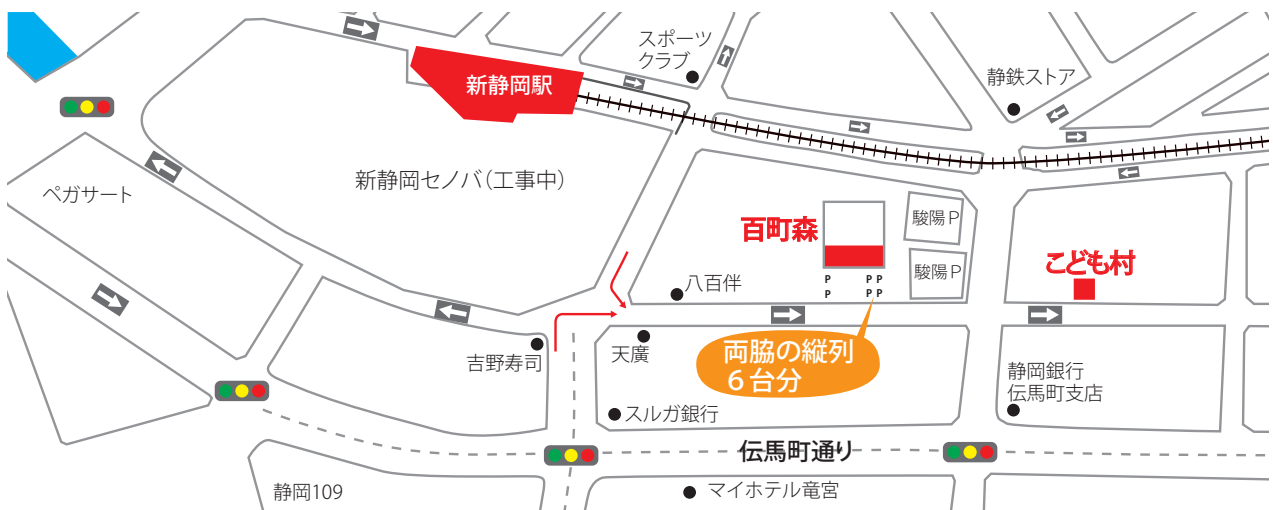 スポーツ
クラブ
新静岡駅
静鉄ストア
新静岡セノバ（工事中）
ペガサート
百町森
駿陽P
駿陽P
こども村
八百伴
P
P P
P
P P
両脇の縦列
6台分
吉野寿司
天廣
静岡銀行
伝馬町支店
スルガ銀行
伝馬町通り
静岡109
マイホテル竜宮